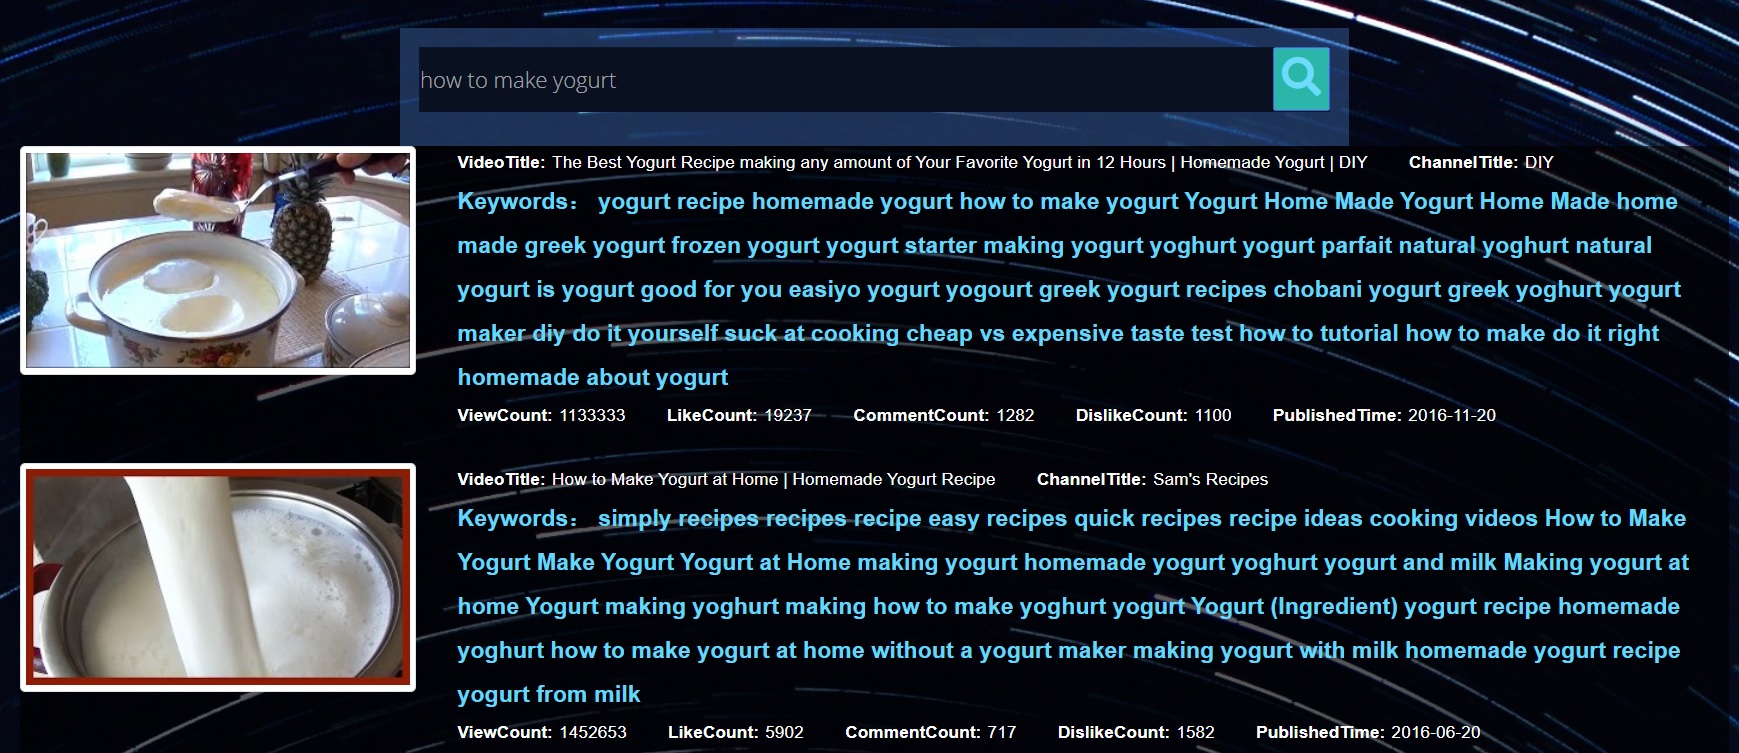 how to make yogurt
VideoTitle: The Best Yogurt Recipe making any amount of Your Favorite Yogurt in 12 Hours | Homemade Yogurt | DIY ChannelTitle: DIY
Keywords： yogurt recipe homemade yogurt how to make yogurt Yogurt Home Made Yogurt Home Made home
made greek yogurt frozen yogurt yogurt starter making yogurt yoghurt yogurt parfait natural yoghurt natural
yogurt is yogurt good for you easiyo yogurt yogourt greek yogurt recipes chobani yogurt greek yoghurt yogurt
maker diy do it yourself suck at cooking cheap vs expensive taste test how to tutorial how to make do it right
homemade about yogurt
ViewCount: 1133333 LikeCount: 19237 CommentCount: 1282 DislikeCount: 1100 PublishedTime: 2016-11-20
VideoTitle: How to Make Yogurt at Home | Homemade Yogurt Recipe ChannelTitle: Sam's Recipes
Keywords： simply recipes recipes recipe easy recipes quick recipes recipe ideas cooking videos How to Make
Yogurt Make Yogurt Yogurt at Home making yogurt homemade yogurt yoghurt yogurt and milk Making yogurt at
home Yogurt making yoghurt making how to make yoghurt yogurt Yogurt (Ingredient) yogurt recipe homemade
yoghurt how to make yogurt at home without a yogurt maker making yogurt with milk homemade yogurt recipe
yogurt from milk
ViewCount: 1452653 LikeCount: 5902 CommentCount: 717 DislikeCount: 1582 PublishedTime: 2016-06-20